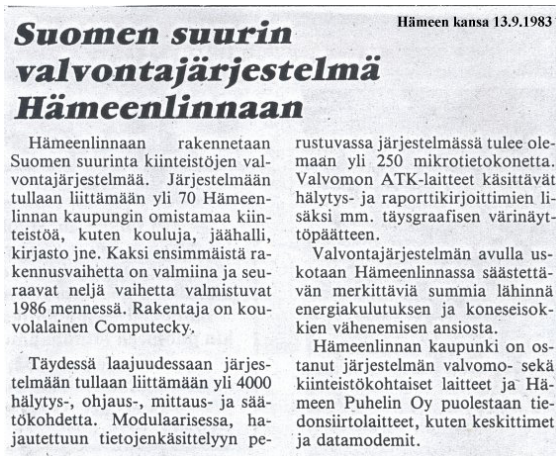 Hämeen kansa 13.9.1983
Suomen suurin
valvontajärjestelmä
Hämeenlinnaan
Hämeenlinnaan rakennetaan
Suomen suurinta kiinteistöjen val-
vontajärjestelmää. Järjestelmään
tullaan liittämään yli 70 Hämeen-
linnan kaupungin omistamaa kiin-
teistöä, kuten kouluja, jäähalli,
kirjasto jne. Kaksi ensimmäistä ra-
kennusvaihetta on valmiina ja seu-
raavat neljä vaihetta valmistuvat
1986 mennessä. Rakentaja on kou-
volalainen Computecky.
Täydessä laajuudessaan järjes-
telmään tullaan liittämään yli 4000
hälytys-, ohjaus-, mittaus- ja sää-
tökohdetta. Modulaarisessa, ha-
jautettuun tietojenkäsittelyyn pe-
rustuvassa järjestelmässä tulee ole-
maan yli 250 mikrotietokonetta.
Valvomon ATK-laitteet käsittävät
hälytys- ja raporttikirjoittimien li-
säksi mm. täysgraafisen värinäyt-
töpäätteen.
Valvontajärjestelmän avulla us-
kotaan Hämeenlinnassa säästettä-
vän merkittäviä summia lähinnä
energiakulutuksen ja koneseisok-
kien vähenemisen ansiosta.
Hämeenlinnan kaupunki on os-
tanut järjestelmän valvomo- sekä
kiinteistökohtaiset laitteet ja Hä-
meen Puhelin Oy puolestaan tie-
donsiirtolaitteet, kuten keskittimet
ja datamodemit.